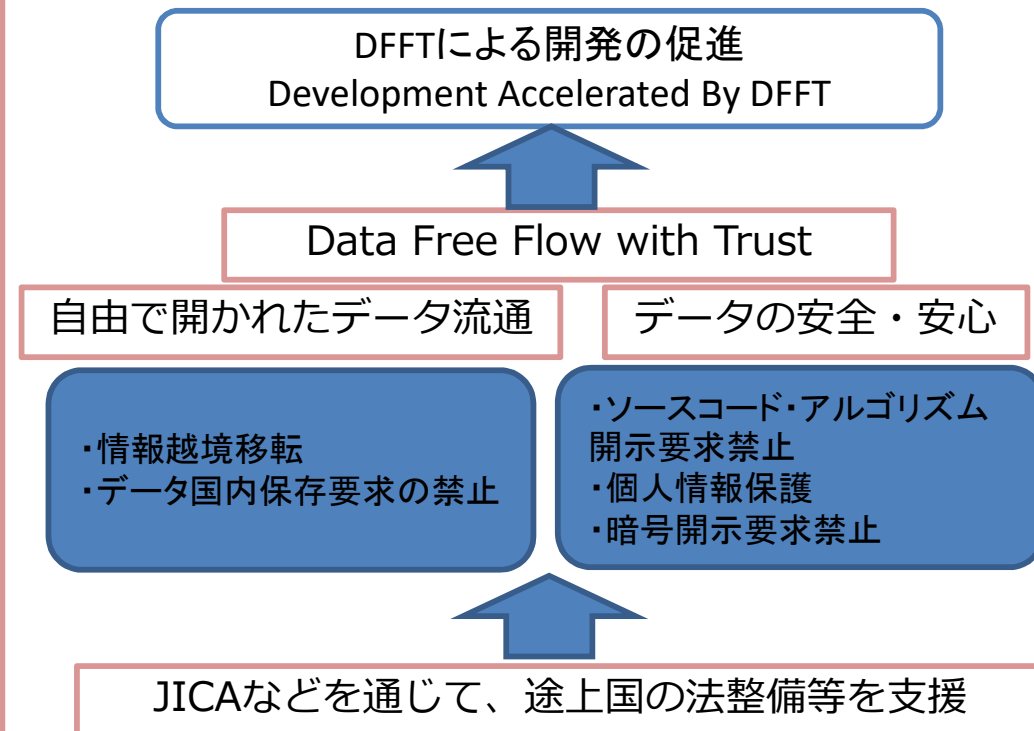 DFFTによる開発の促進
Development Accelerated By DFFT
Data Free Flow with Trust
自由で開かれたデータ流通
データの安全・安心
・情報越境移転
・データ国内保存要求の禁止
・ソースコード・アルゴリズム
開示要求禁止
・個人情報保護
・暗号開示要求禁止
JICAなどを通じて、途上国の法整備等を支援